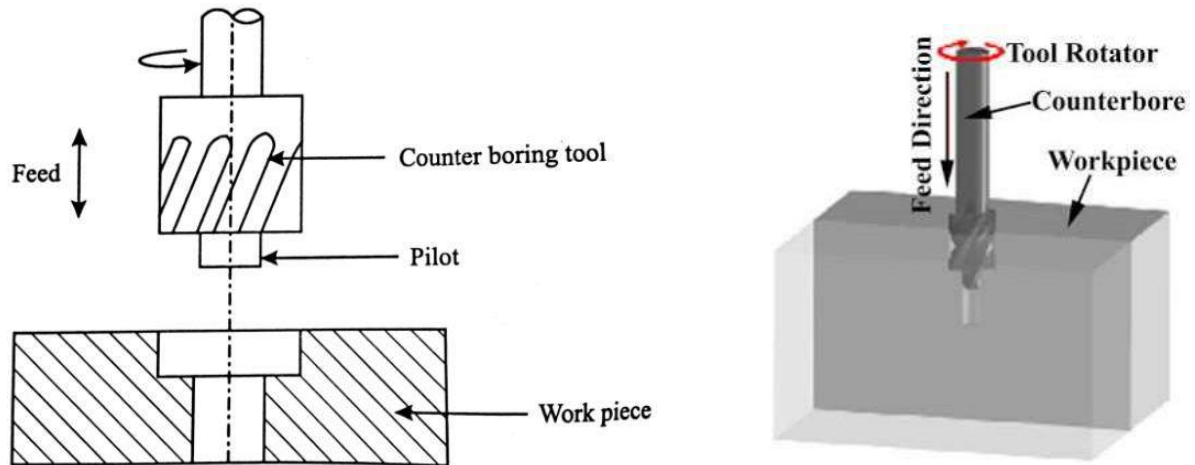 Feed
Counter boring tool
Pilot
Work piece
Tool Rotator
Counterbore
Workpiece
Feed Direction